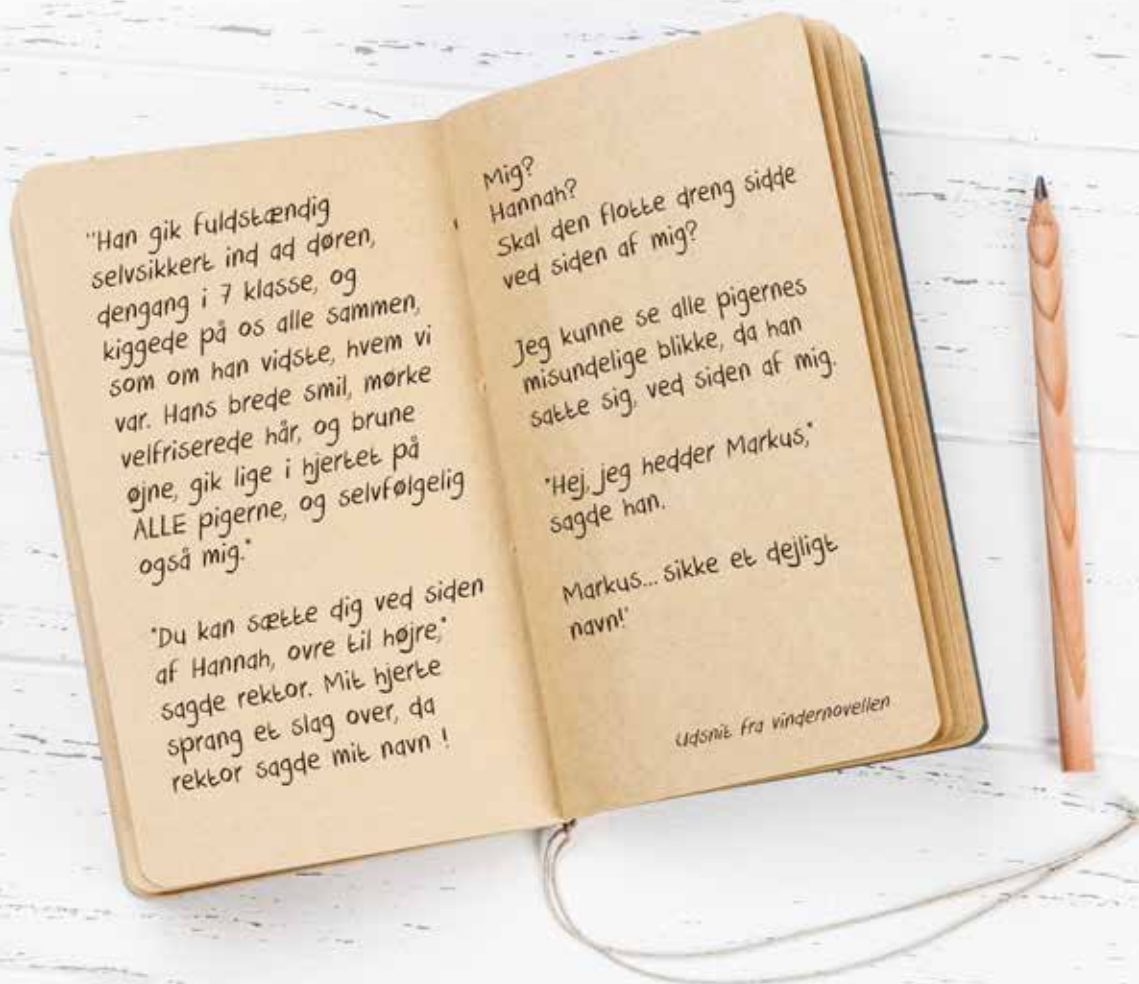 "Han gik fuldstændig
selvsikkert ind ad døren,
dengang i 7 klasse, og
kiggede på os alle sammen,
som om han vidste, hvem vi
var. Hans brede smil, mørke
velfriserede hår, og brune
øjne, gik lige i hjertet på
ALLE pigerne, og selvfølgelig
også mig."
"Du kan sætte dig ved siden
af Hannah, ovre til højre,"
sagde rektor. Mit hjerte
sprang et slag over, da
rektor sagde mit navn !
Mig?
Hannah?
Skal den flotte dreng sidde
ved siden af mig?
Jeg kunne se alle pigernes
misundelige blikke, da han
satte sig, ved siden af mig.
"Hej, jeg hedder Markus,"
sagde han.
Markus... sikke et dejligt
navn!"
Udsnit fra vindernovellen